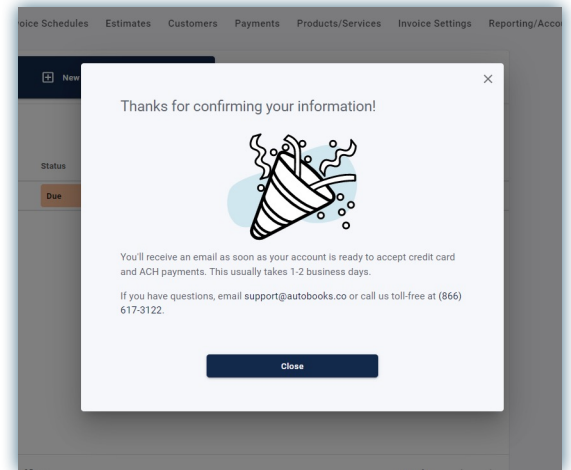 oice Schedules Estimates Customers Payments Products/Services Invoice Settings Reporting/Accou
New
Thanks for confirming your information!
Status
Due
You'll receive an email as soon as your account is ready to accept credit card
and ACH payments. This usually takes 1-2 business days.
If you have questions, email support@autobooks.co or call us toll-free at (866)
617-3122.
Close